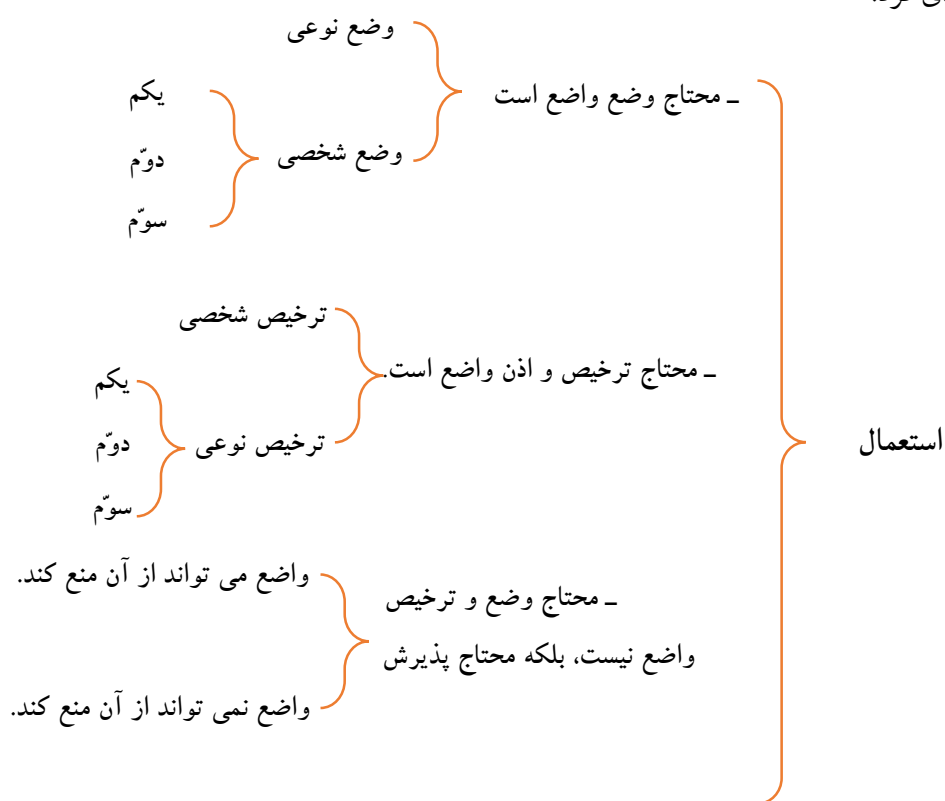 وضع نوعی
ـ محتاج وضع واضع است
یکم
وضع شخصی
دوّم
سوّم
ترخیص شخصی
ـ محتاج ترخیص و اذن واضع است.
یکم
استعمال
ترخیص نوعی
دوّم
سوّم
واضع می تواند از آن منع کند.
ـ محتاج وضع و ترخیص
واضع نیست، بلکه محتاج پذیرش
واضع نمی تواند از آن منع کند.